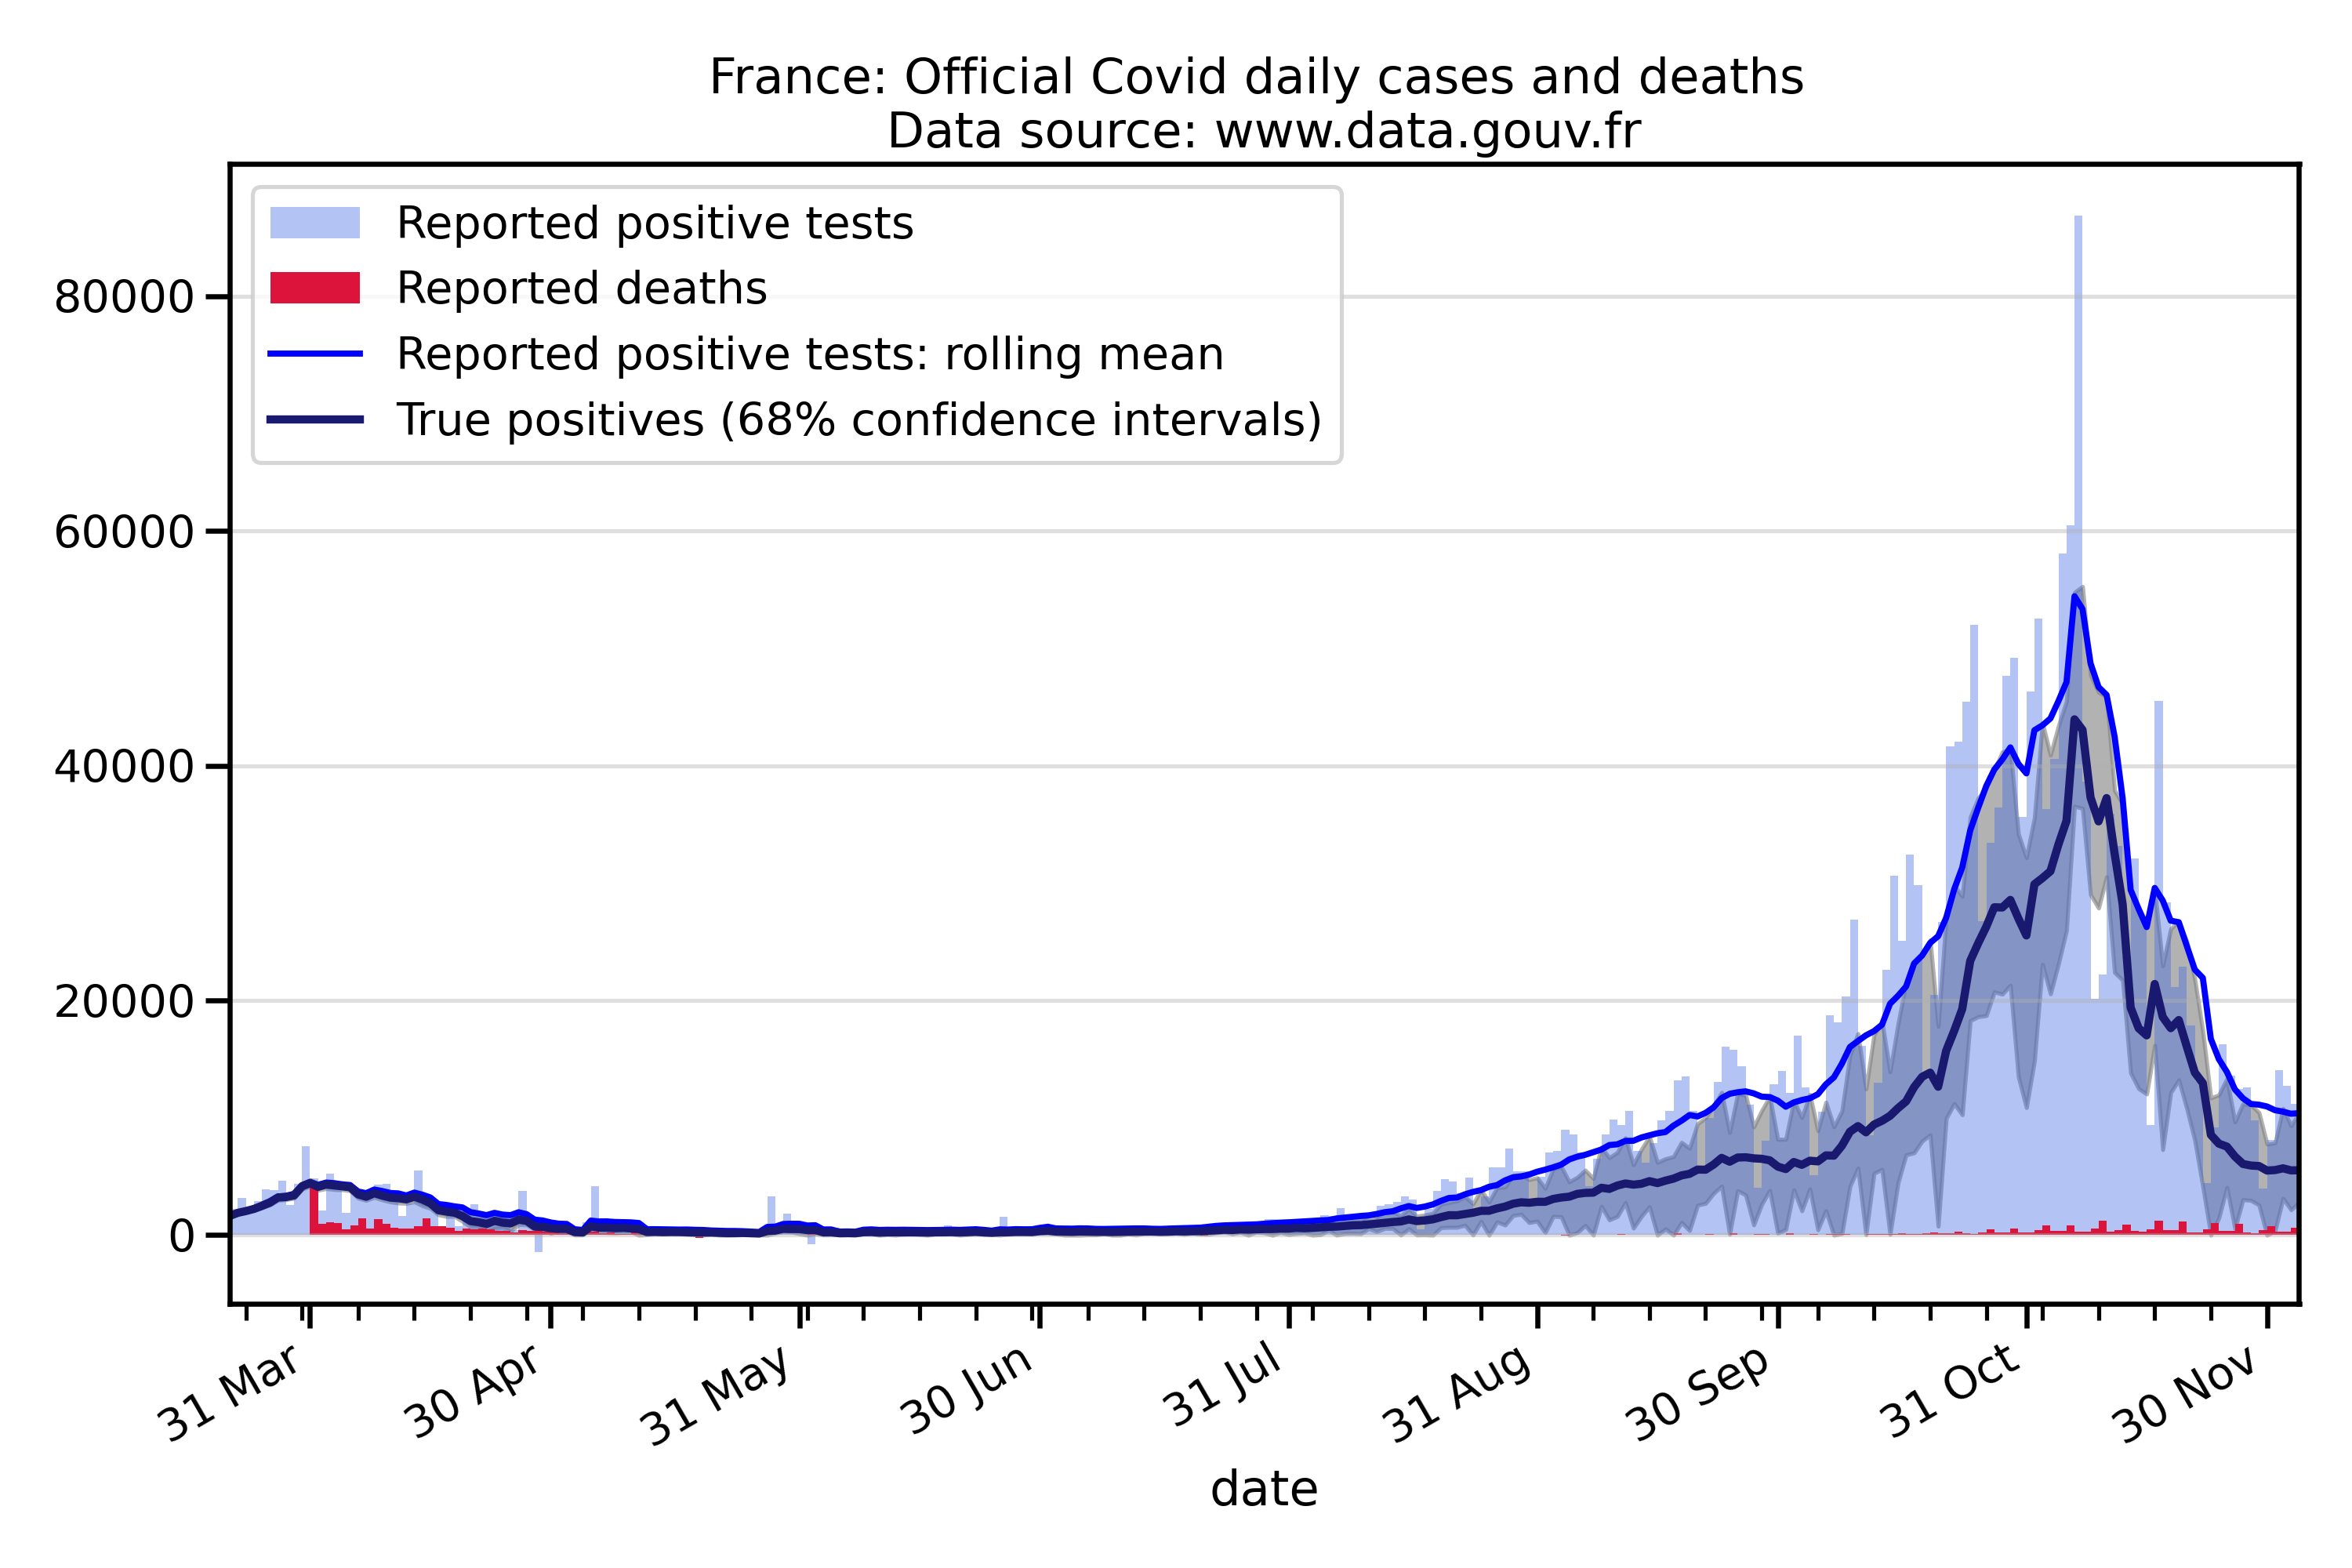 France: Official Covid daily cases and deaths
Data source: www.data.gouv.fr
Reported positive tests
Reported deaths
Reported positive tests: rolling mean
True positives (68% confidence intervals)
80000
60000
40000
20000
0
31 Mar
30 Apr
31 May
30 Jun
31 Jul
31 Aug
30 Sep
31 Oct
30 Nov
date